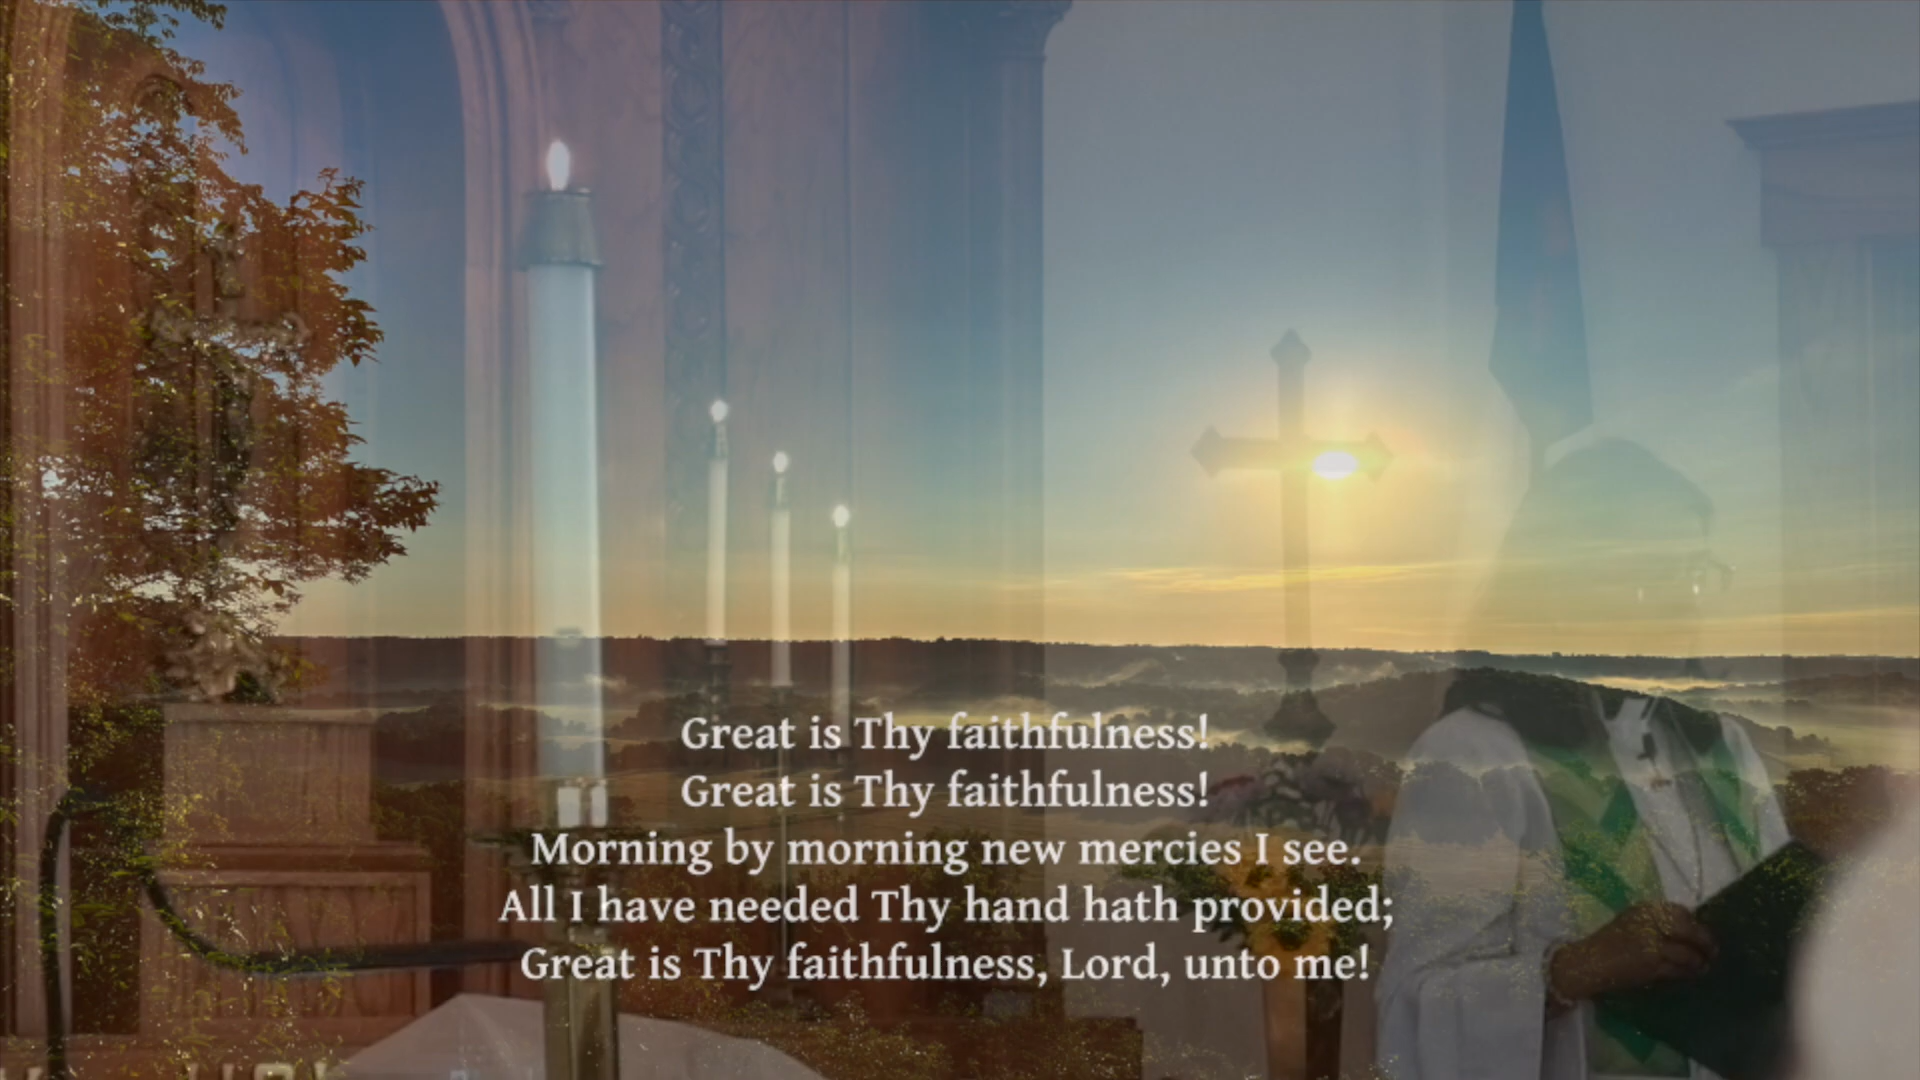 Great is Thy faithfulness!
Great is Thy faithfulness!
Morning by morning new mercies I see.
All I have needed Thy hand hath provided;
Great is Thy faithfulness, Lord, unto me!